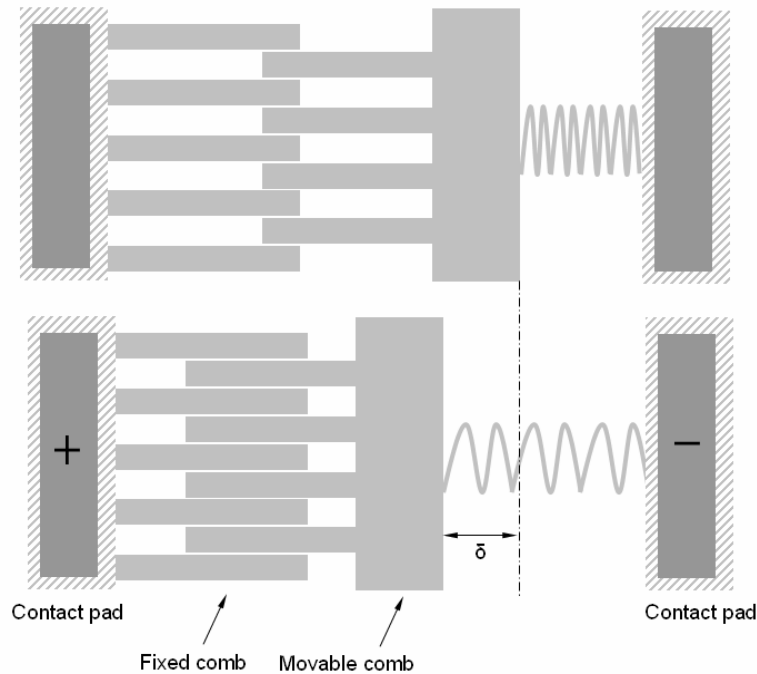 +
−
δ
Contact pad
Contact pad
Fixed comb
Movable comb